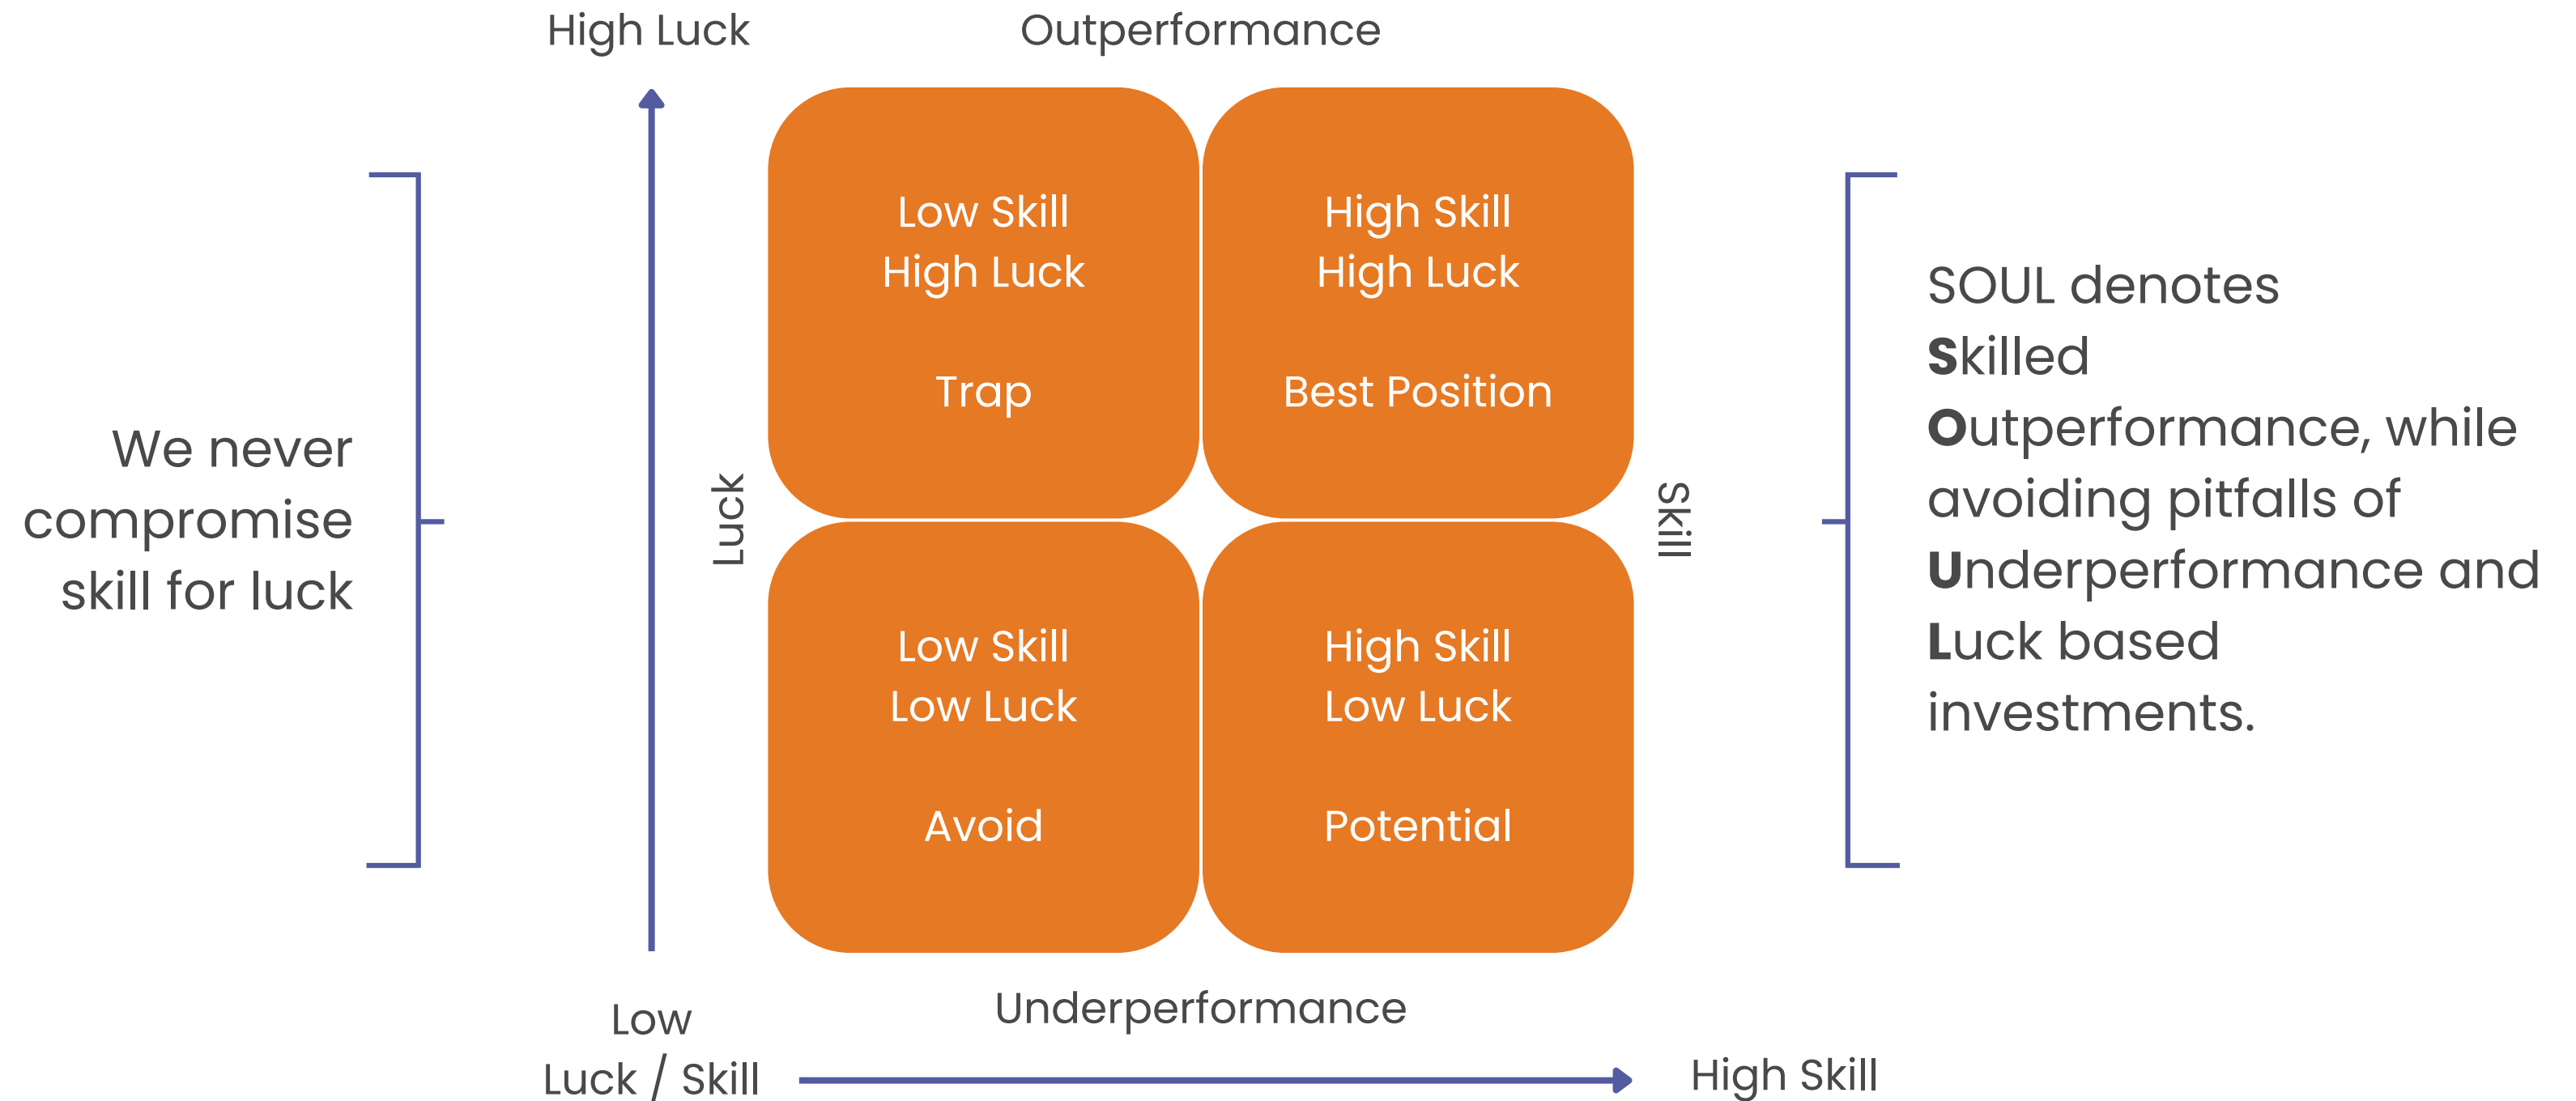 High Luck
Outperformance
Low Skill
High Luck
Trap
High Skill
High Luck
Best Position
We never
compromise
skill for luck
Luck
Skill
SOUL denotes
Skilled
Outperformance, while
avoiding pitfalls of
Underperformance and
Luck based
investments.
Low Skill
Low Luck
Avoid
High Skill
Low Luck
Potential
Low
Luck / Skill
Underperformance
High Skill